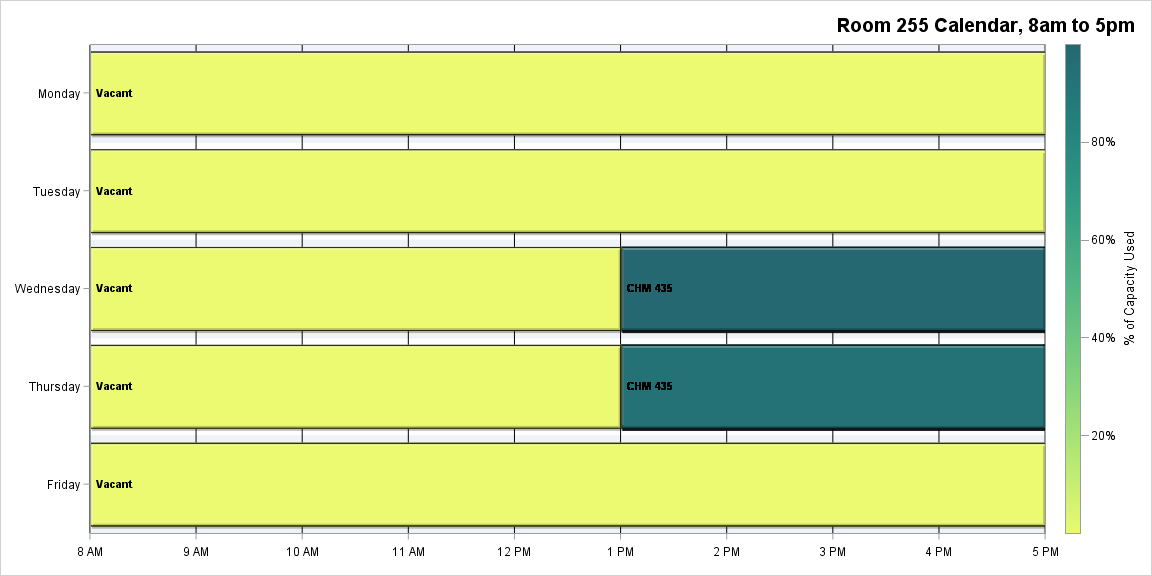 Room 255 Calendar, 8am to 5pm
Monday
Vacant
Tuesday
Vacant
Wednesday
Vacant
CHM 435
Thursday
Vacant
CHM 435
Friday
Vacant
8 AM 9 AM 10 AM 11 AM 12 PM 1 PM 2 PM 3 PM 4 PM 5 PM
80%
60%
40%
20%
% of Capacity Used